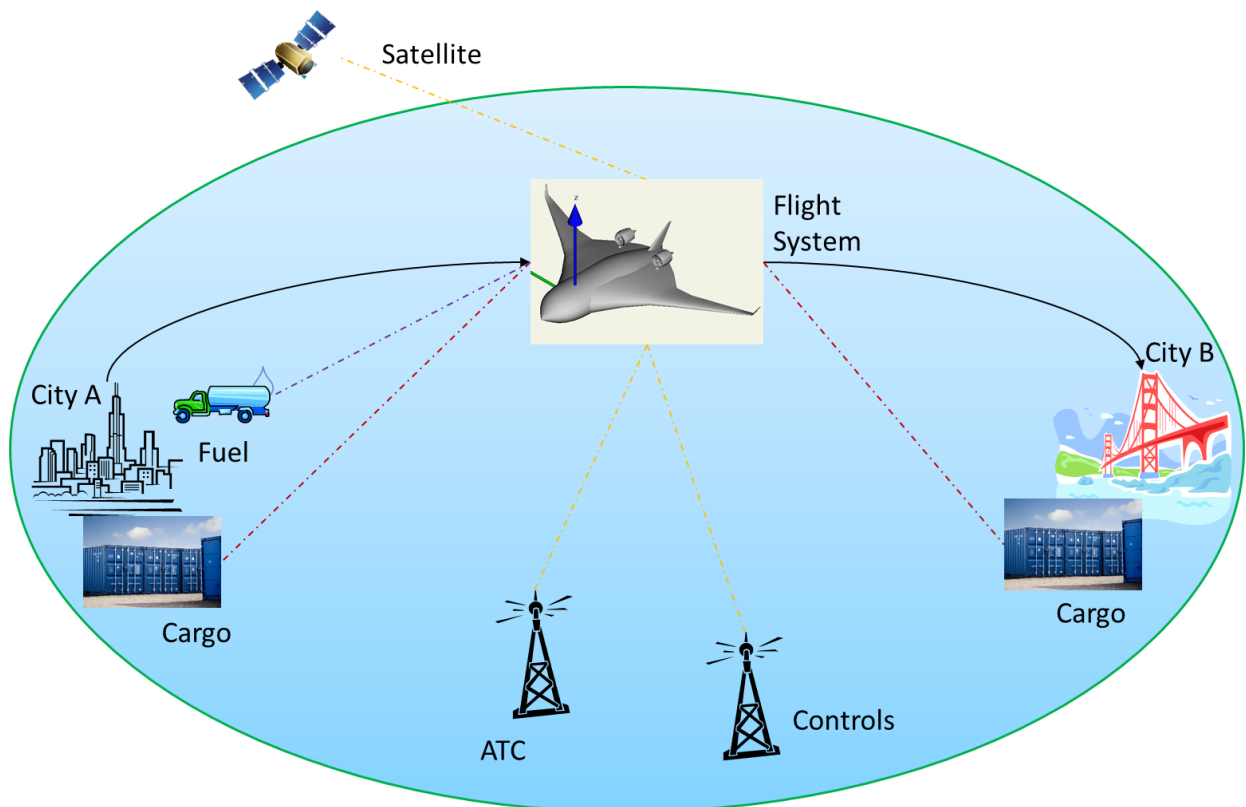 Satellite
z
Flight
System
City A
City B
Fuel
Cargo
Cargo
ATC
Controls